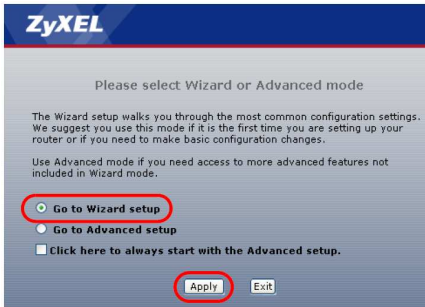 ZyXEL
Please select Wizard or Advanced mode
The Wizard setup walks you through the most common configuration settings.
We suggest you use this mode if it is the first time you are setting up your
router or if you need to make basic configuration changes.
Use Advanced mode if you need access to more advanced features not
included in Wizard mode.
Go to Wizard setup
Go to Advanced setup
Click here to always start with the Advanced setup.
Apply Exit